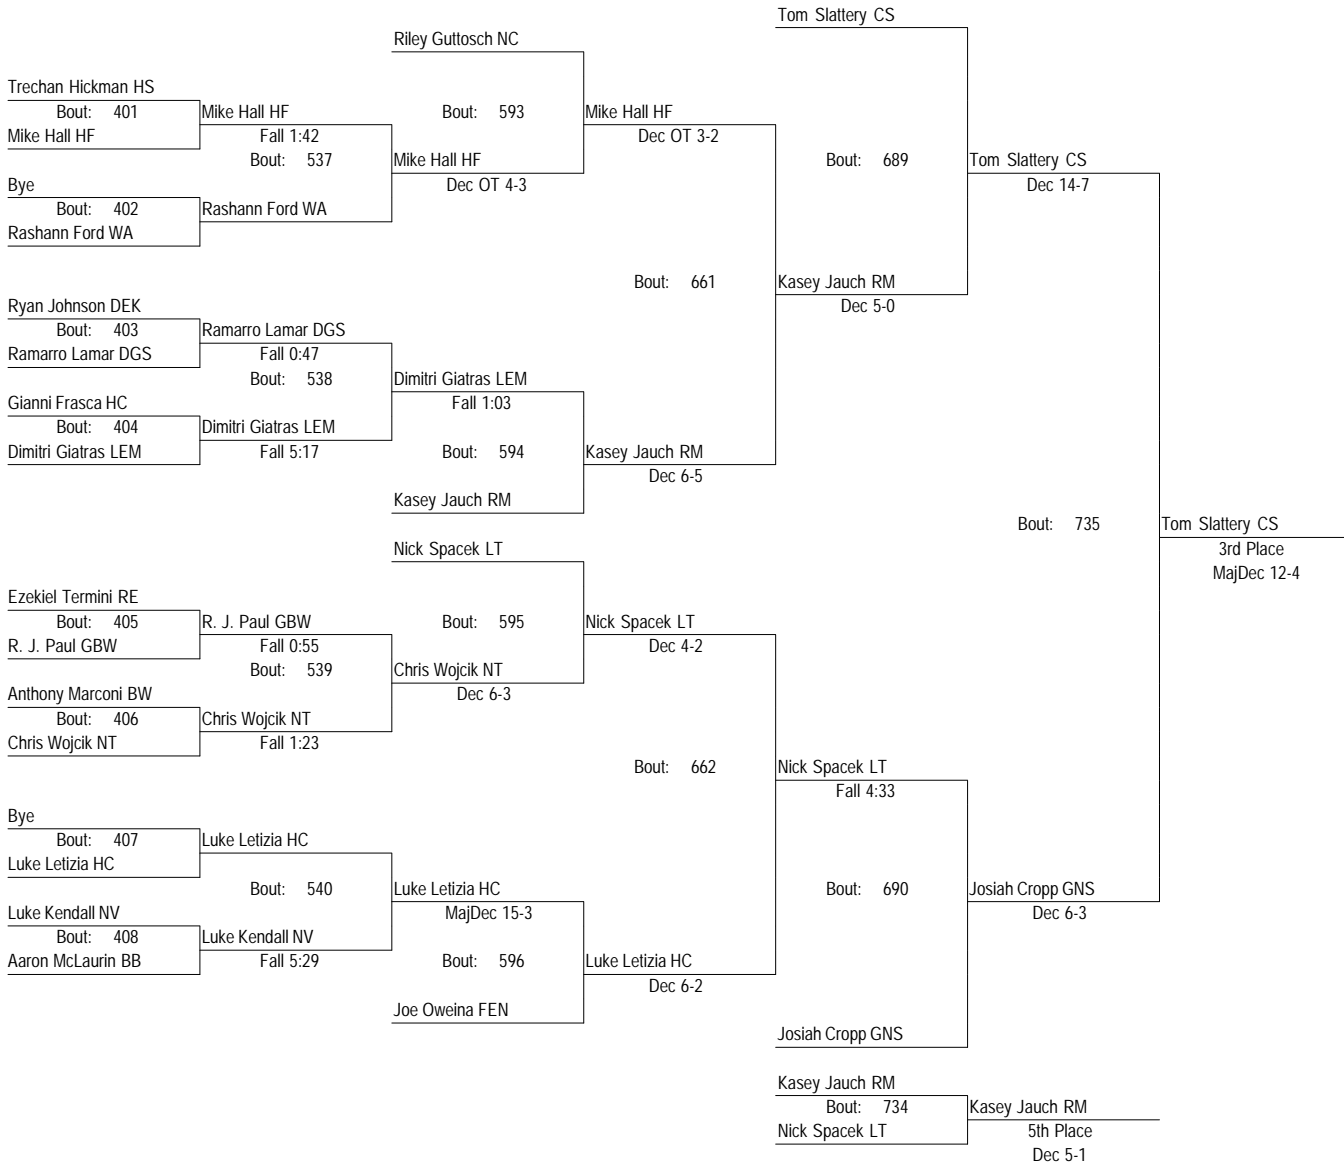 Tom Slattery CS
Riley Guttosch NC
Trechan Hickman HS
Bout: 401
Mike Hall HF
Bout: 593
Mike Hall HF
Mike Hall HF
Fall 1:42
Dec OT 3-2
Bout: 537
Mike Hall HF
Bout: 689
Tom Slattery CS
Bye
Dec OT 4-3
Dec 14-7
Bout: 402
Rashann Ford WA
Rashann Ford WA
Bout: 661
Kasey Jauch RM
Ryan Johnson DEK
Dec 5-0
Bout: 403
Ramarro Lamar DGS
Ramarro Lamar DGS
Fall 0:47
Bout: 538
Dimitri Giatras LEM
Gianni Frasca HC
Fall 1:03
Bout: 404
Dimitri Giatras LEM
Dimitri Giatras LEM
Fall 5:17
Bout: 594
Kasey Jauch RM
Dec 6-5
Kasey Jauch RM
Bout: 735
Tom Slattery CS
Nick Spacek LT
3rd Place
MajDec 12-4
Ezekiel Termini RE
Bout: 405
R. J. Paul GBW
Bout: 595
Nick Spacek LT
R. J. Paul GBW
Fall 0:55
Dec 4-2
Bout: 539
Chris Wojcik NT
Anthony Marconi BW
Dec 6-3
Bout: 406
Chris Wojcik NT
Chris Wojcik NT
Fall 1:23
Bout: 662
Nick Spacek LT
Fall 4:33
Bye
Bout: 407
Luke Letizia HC
Luke Letizia HC
Bout: 540
Luke Letizia HC
Bout: 690
Josiah Cropp GNS
Luke Kendall NV
MajDec 15-3
Dec 6-3
Bout: 408
Luke Kendall NV
Aaron McLaurin BB
Fall 5:29
Bout: 596
Luke Letizia HC
Dec 6-2
Joe Oweina FEN
Josiah Cropp GNS
Kasey Jauch RM
Bout: 734
Kasey Jauch RM
Nick Spacek LT
5th Place
Dec 5-1